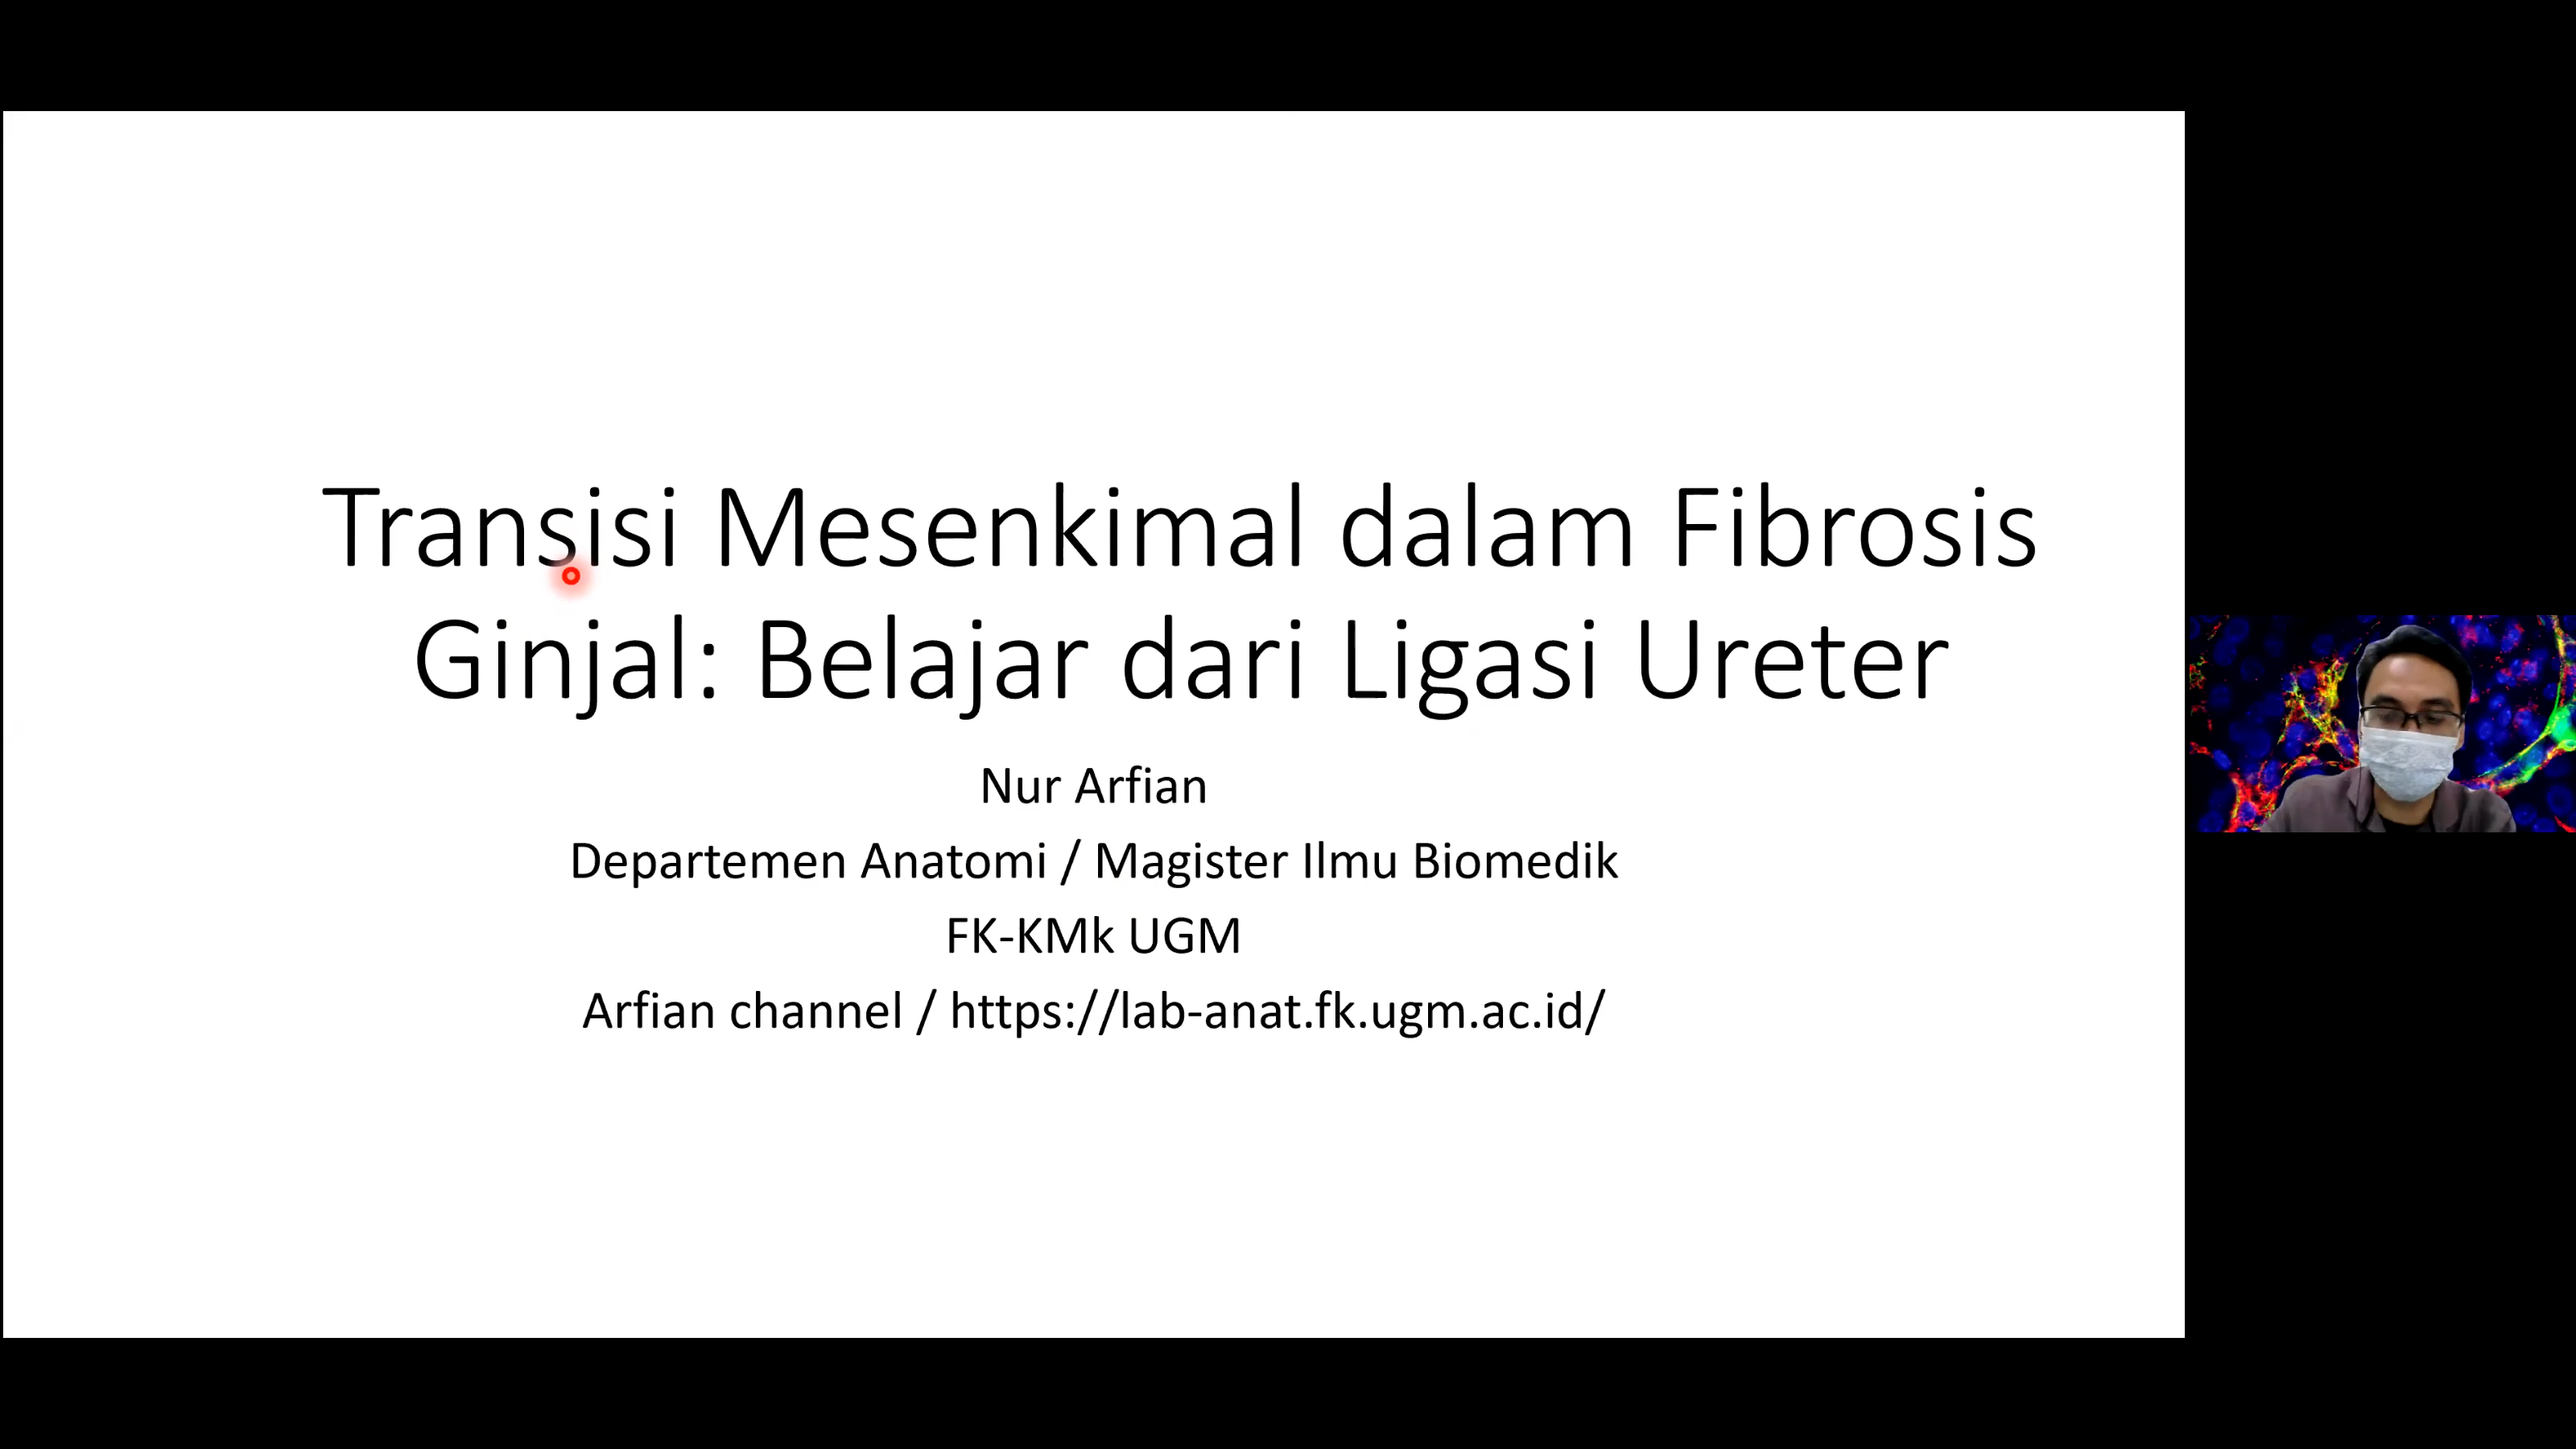 Transisi Mesenkimal dalam Fibrosis
Ginjal: Belajar dari Ligasi Ureter
Nur Arfian
Departemen Anatomi / Magister Ilmu Biomedik
FK-KMk UGM
Arfian channel / https://lab-anat.fk.ugm.ac.id/